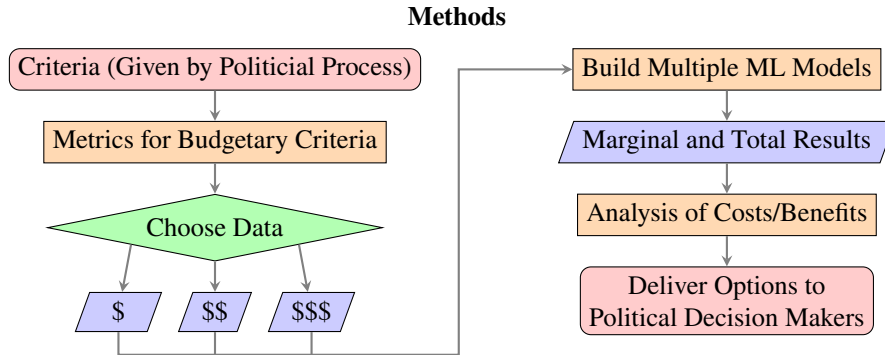 Methods
Criteria (Given by Politicial Process)
Metrics for Budgetary Criteria
Choose Data
$
$$
$$$
Build Multiple ML Models
Marginal and Total Results
Analysis of Costs/Benefits
Deliver Options to
Political Decision Makers